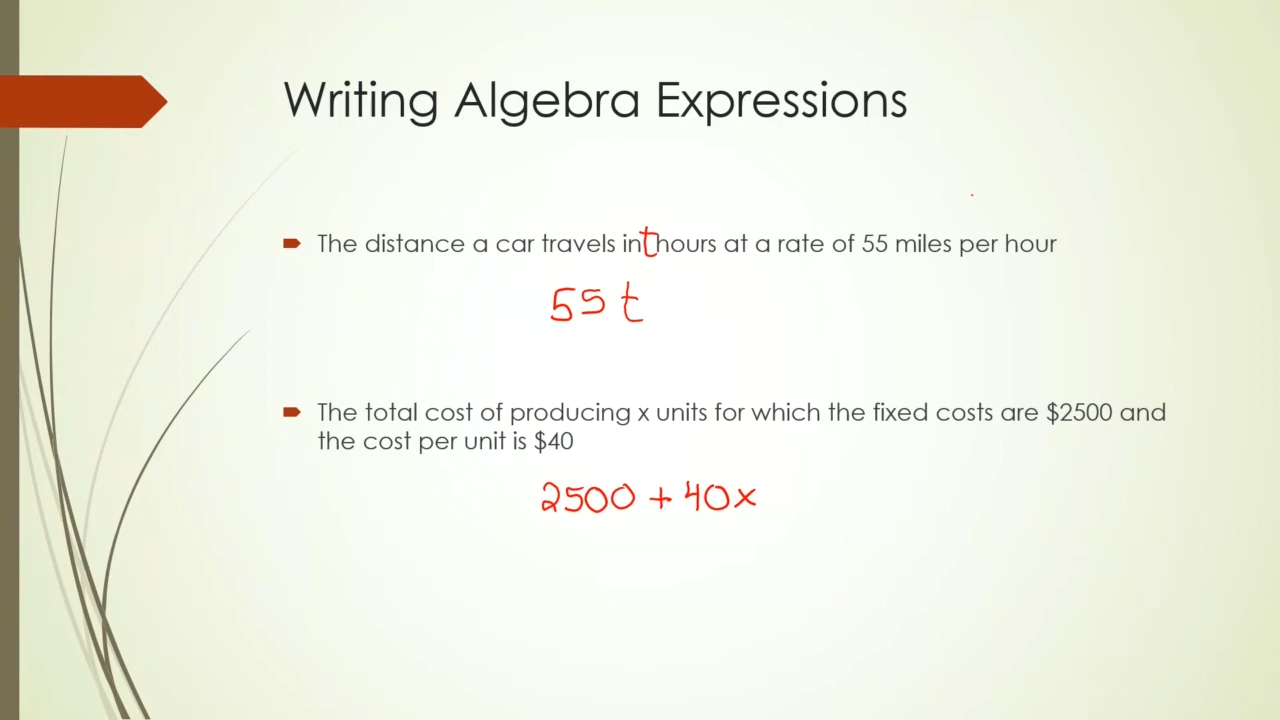 Writing Algebra Expressions
The distance a car travels in t hours at a rate of 55 miles per hour
55 t
The total cost of producing x units for which the fixed costs are $2500 and
the cost per unit is $40
2500 + 40x